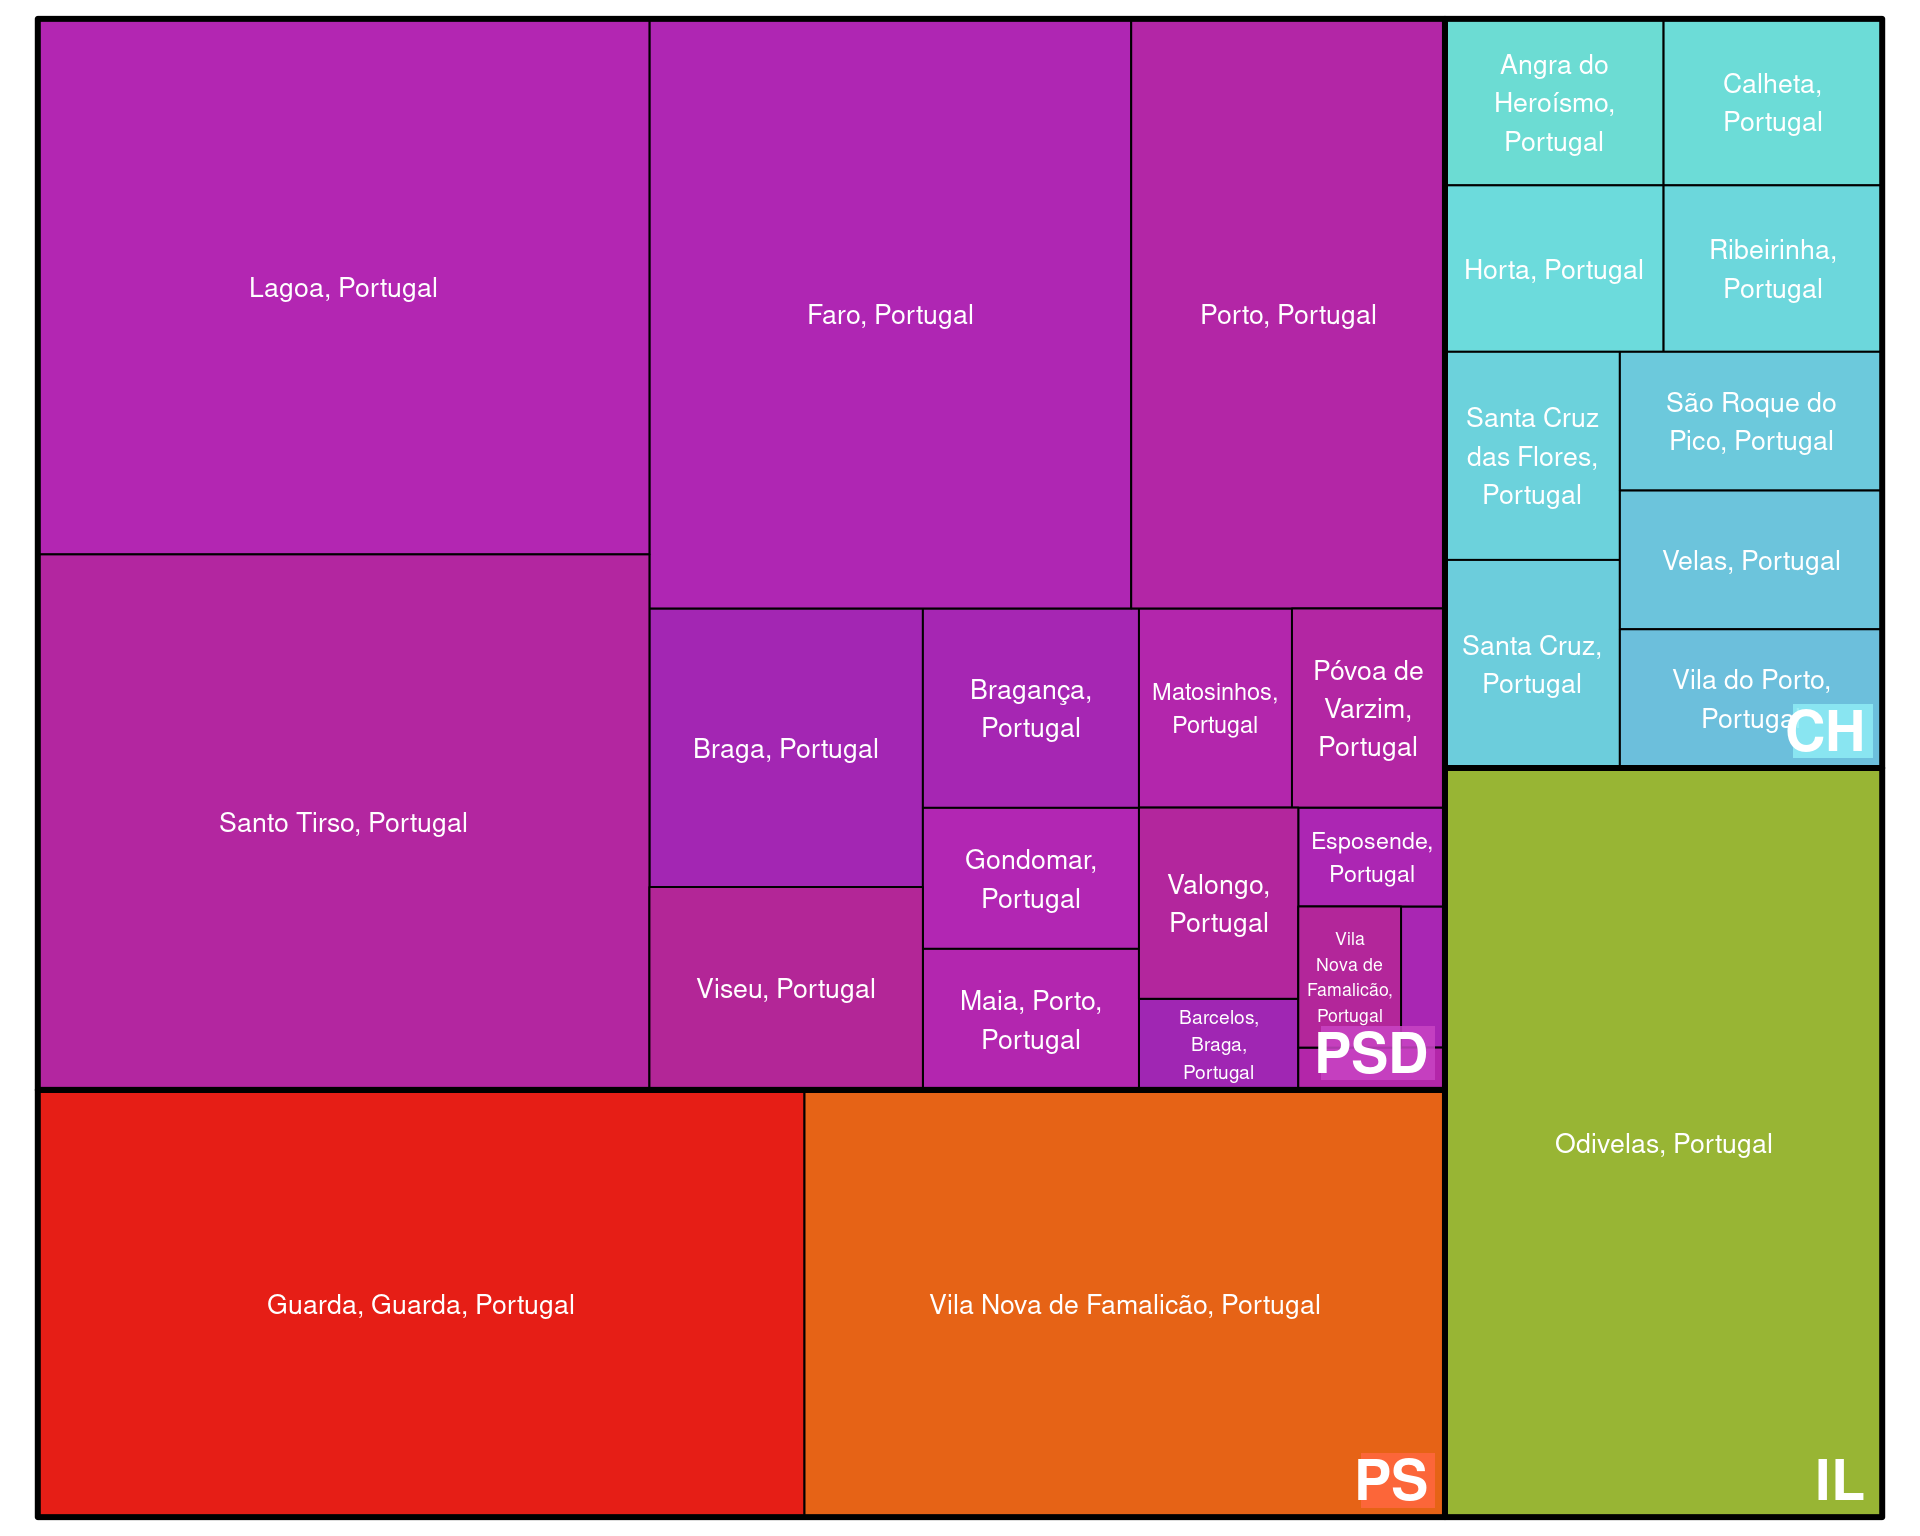 Lagoa, Portugal
Faro, Portugal
Porto, Portugal
Santo Tirso, Portugal
Braga, Portugal
Bragança,
Portugal
Matosinhos,
Portugal
Póvoa de
Varzim,
Portugal
Viseu, Portugal
Gondomar,
Portugal
Maia, Porto,
Portugal
Valongo,
Portugal
Barcelos,
Braga,
Portugal
Esposende,
Portugal
Vila
Nova de
Famalicão,
Portugal
PSD
Angra do
Heroísmo,
Portugal
Calheta,
Portugal
Horta, Portugal
Ribeirinha,
Portugal
Santa Cruz
das Flores,
Portugal
São Roque do
Pico, Portugal
Velas, Portugal
Santa Cruz,
Portugal
Vila do Porto,
Portugal
CH
Guarda, Guarda, Portugal
Vila Nova de Famalicão, Portugal
PS
Odivelas, Portugal
IL